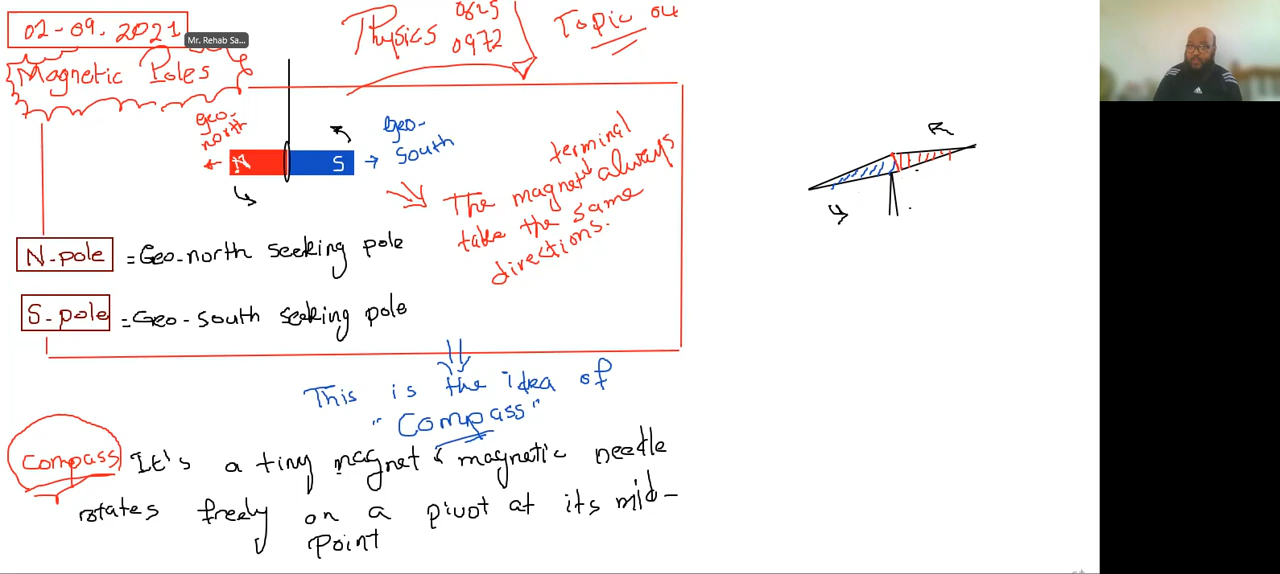 02-09. 2021
Mr. Rehab Sa...
Physics 0625
0972
Topic 04
Magnetic Poles
Geo-
north
N
S
Geo-
South
The magnet terminal always
take the same
directions.
N-pole = Geo-north seeking pole
S-pole = Geo-south seeking pole
This is the idea of
"Compass"
Compass It's a tiny magnet & magnetic needle
rotates freely on a pivot at its mid-
point